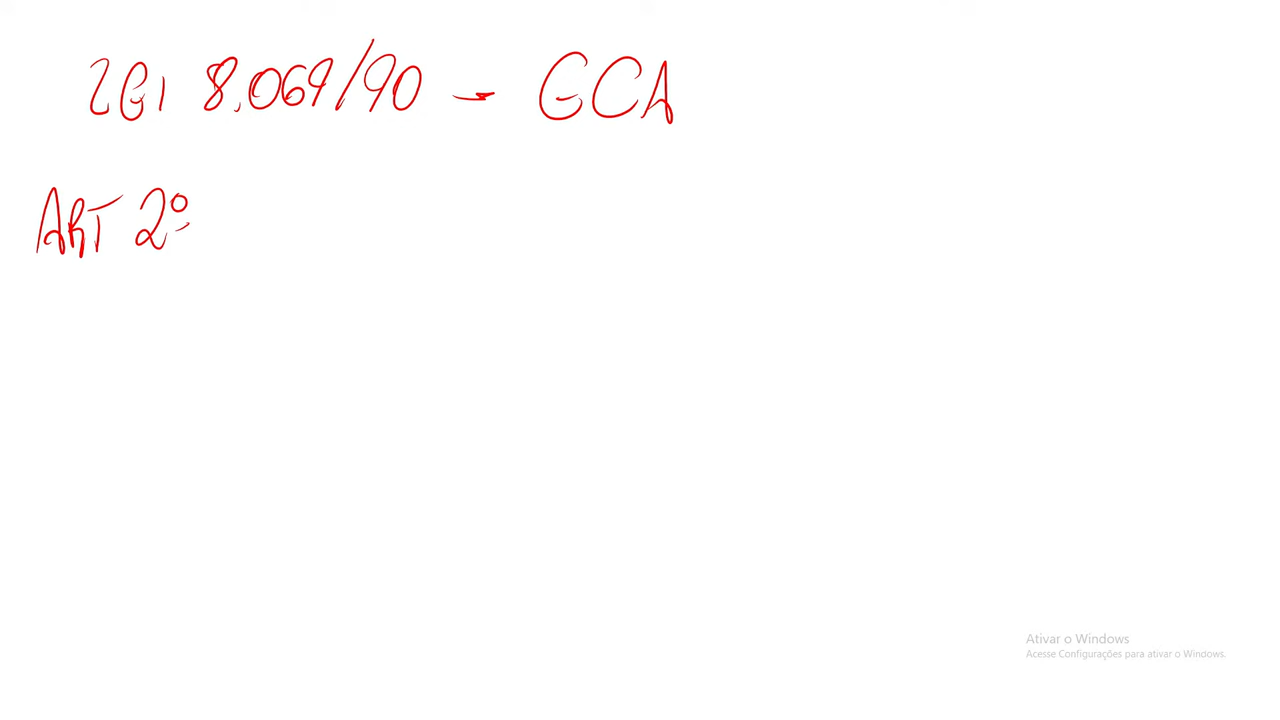 LEI 8.069/90 - ECA
ART 2º
Ativar o Windows
Acesse Configurações para ativar o Windows.